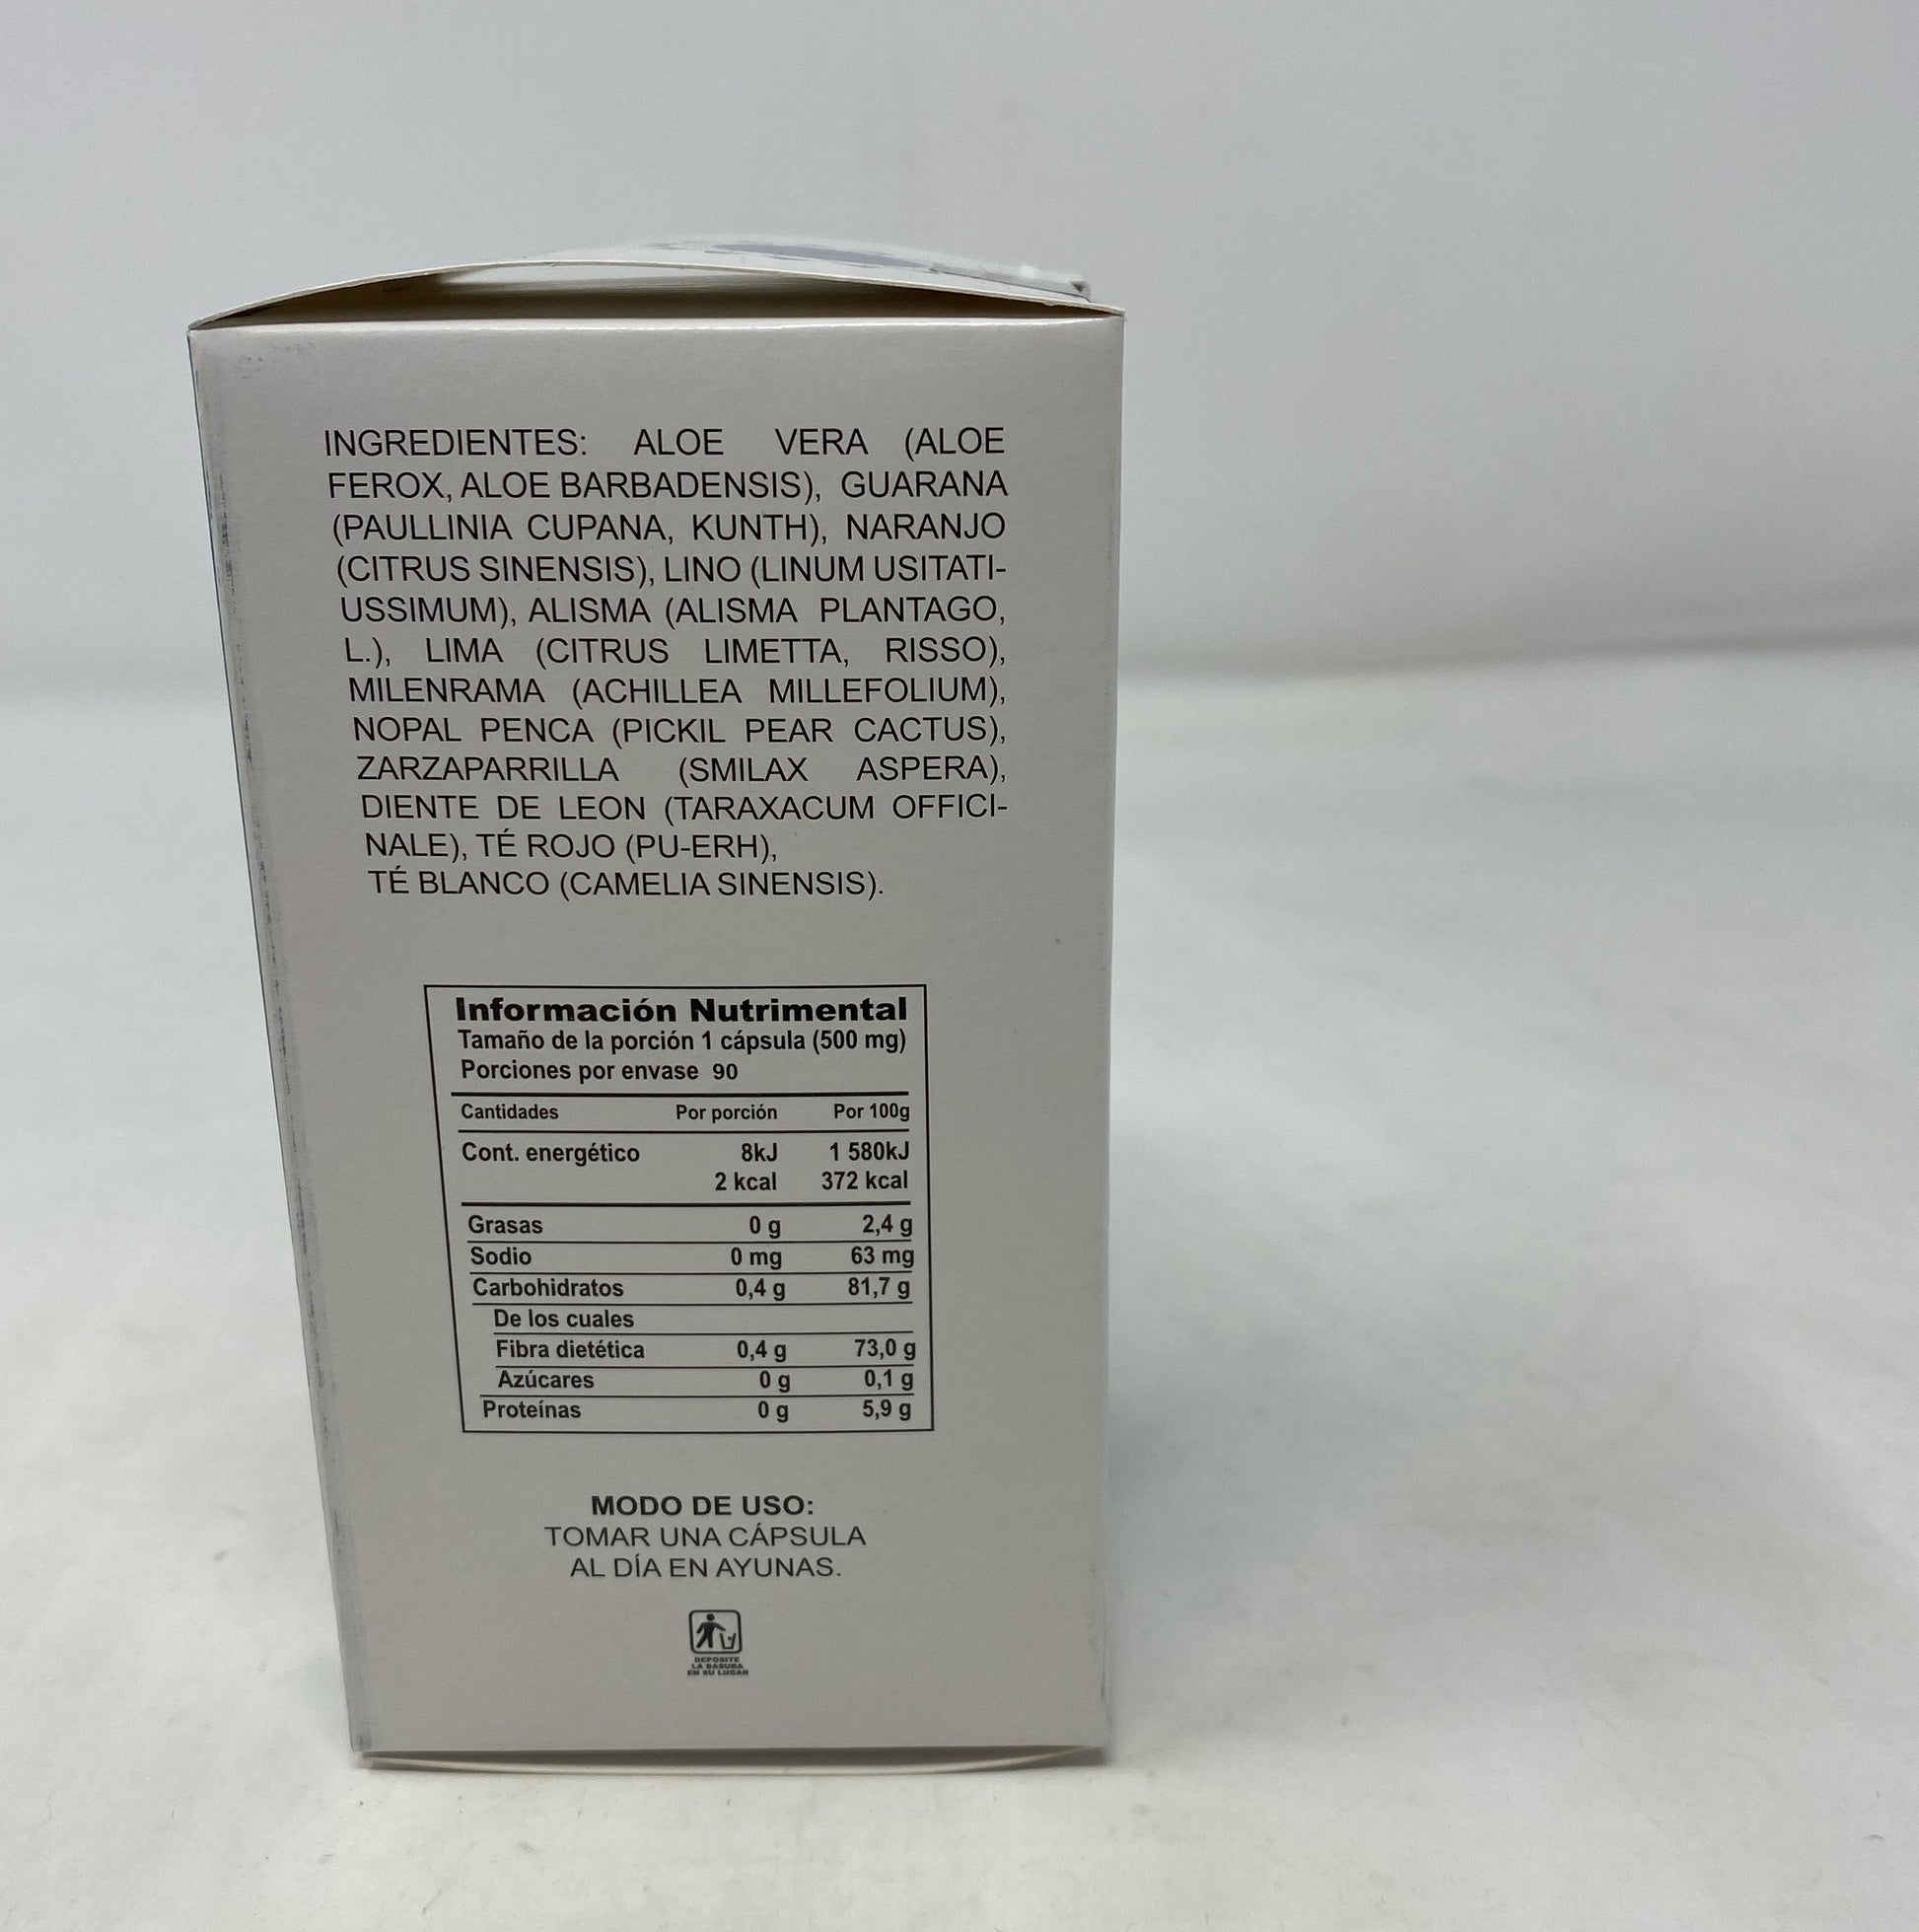 INGREDIENTES: ALOE VERA (ALOE
FEROX, ALOE BARBADENSIS), GUARANA
(PAULLINIA CUPANA, KUNTH), NARANJO
(CITRUS SINENSIS), LINO (LINUM USITATI-
USSIMUM), ALISMA (ALISMA PLANTAGO,
L.), LIMA (CITRUS LIMETTA, RISSO),
MILENRAMA (ACHILLEA MILLEFOLIUM),
NOPAL PENCA (PICKIL PEAR CACTUS),
ZARZAPARRILLA (SMILAX ASPERA),
DIENTE DE LEON (TARAXACUM OFFICI-
NALE), TÉ ROJO (PU-ERH),
TÉ BLANCO (CAMELIA SINENSIS).
Información Nutrimental
Tamaño de la porción 1 cápsula (500 mg)
Porciones por envase 90
Cantidades Por porción Por 100g
Cont. energético 8kJ 1 580kJ
2 kcal 372 kcal
Grasas 0 g 2,4 g
Sodio 0 mg 63 mg
Carbohidratos 0,4 g 81,7 g
De los cuales
Fibra dietética 0,4 g 73,0 g
Azúcares 0 g 0,1 g
Proteínas 0 g 5,9 g
MODO DE USO:
TOMAR UNA CÁPSULA
AL DÍA EN AYUNAS.
DEPOSITE
LA BASURA
EN SU LUGAR